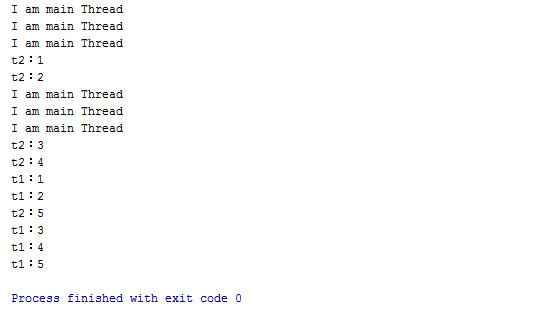 I am main Thread
I am main Thread
I am main Thread
t2：1
t2：2
I am main Thread
I am main Thread
I am main Thread
t2：3
t2：4
t1：1
t1：2
t2：5
t1：3
t1：4
t1：5
Process finished with exit code 0